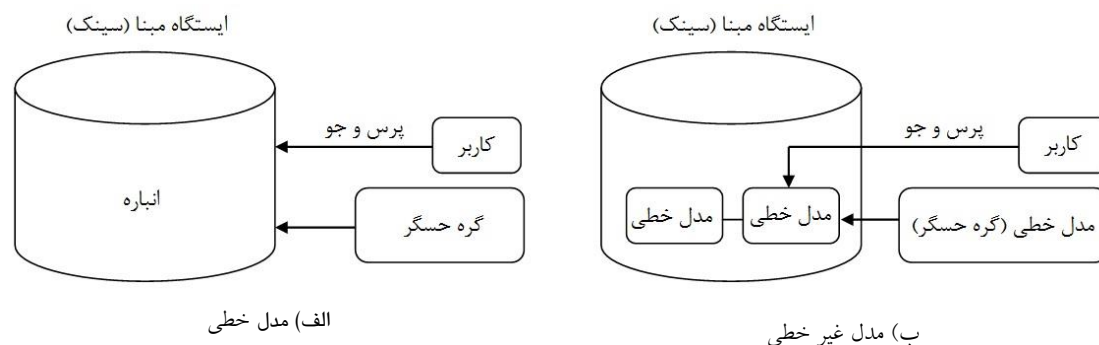 ایستگاه مبنا (سینک)
پرس و جو
کاربر
انباره
گره حسگر
الف) مدل خطی
ایستگاه مبنا (سینک)
پرس و جو
کاربر
مدل خطی
مدل خطی
مدل خطی (گره حسگر)
ب) مدل غیر خطی